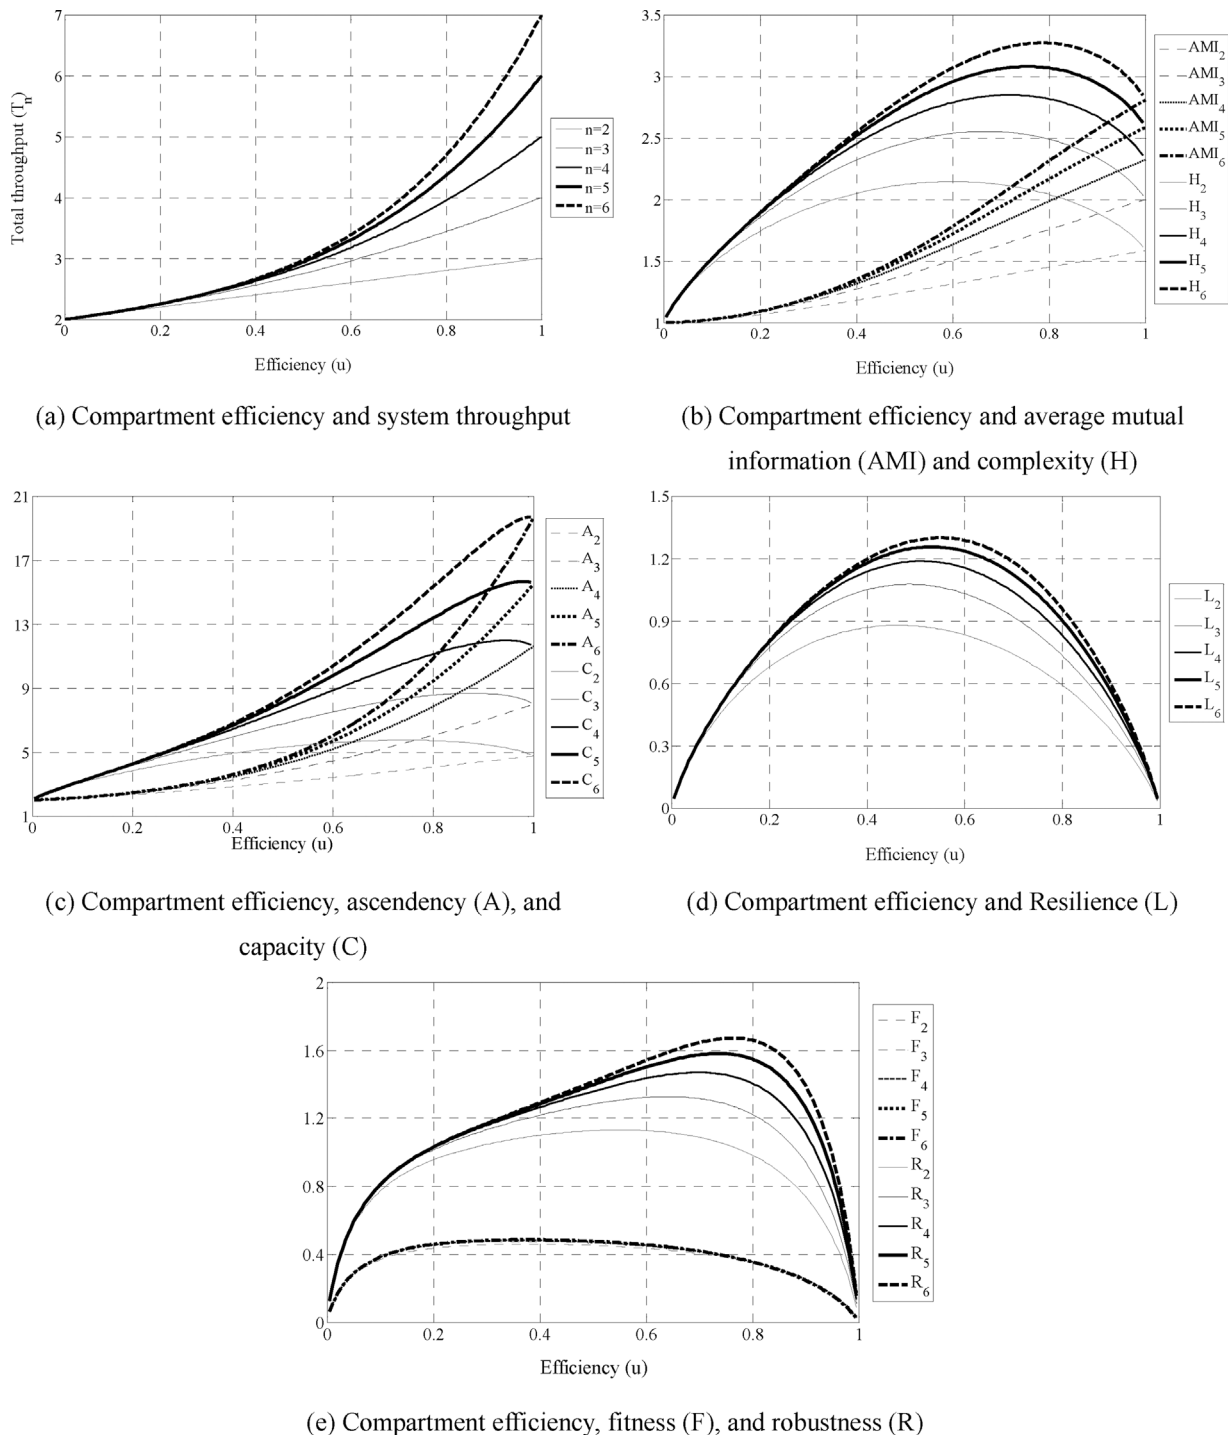 7
6
5
4
3
2
0
0.2
0.4
0.6
0.8
1
Total throughput (Tn)
Efficiency (u)
n=2
n=3
n=4
n=5
n=6
(a) Compartment efficiency and system throughput
3.5
3
2.5
2
1.5
1
0
0.2
0.4
0.6
0.8
1
Efficiency (u)
AMI2
AMI3
AMI4
AMI5
AMI6
H2
H3
H4
H5
H6
(b) Compartment efficiency and average mutual
information (AMI) and complexity (H)
21
17
13
9
5
1
0
0.2
0.4
0.6
0.8
1
Efficiency (u)
A2
A3
A4
A5
A6
C2
C3
C4
C5
C6
(c) Compartment efficiency, ascendency (A), and
capacity (C)
1.5
1.2
0.9
0.6
0.3
0
0
0.2
0.4
0.6
0.8
1
Efficiency (u)
L2
L3
L4
L5
L6
(d) Compartment efficiency and Resilience (L)
2
1.6
1.2
0.8
0.4
0
0
0.2
0.4
0.6
0.8
1
Efficiency (u)
F2
F3
F4
F5
F6
R2
R3
R4
R5
R6
(e) Compartment efficiency, fitness (F), and robustness (R)